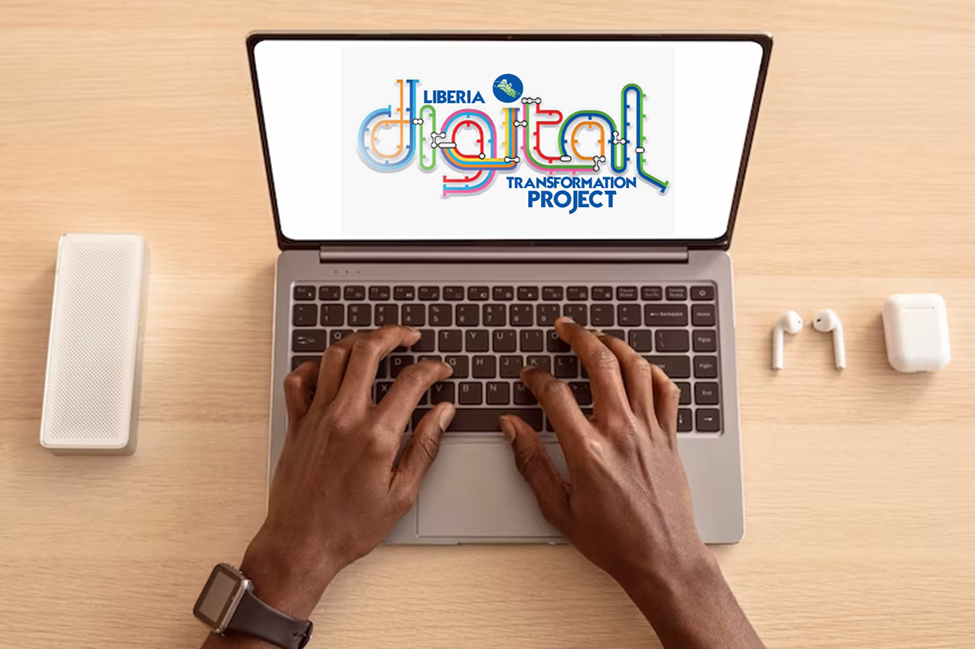 LIBERIA
digital
TRANSFORMATION
PROJECT